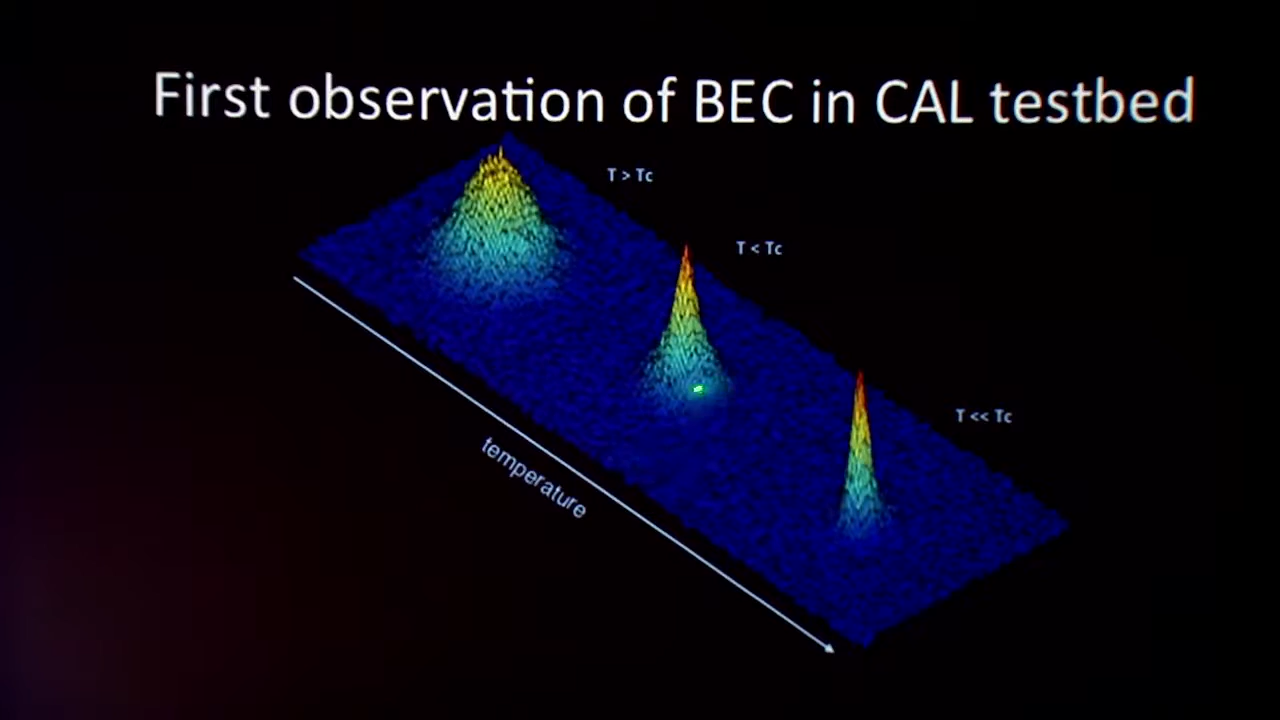 First observation of BEC in CAL testbed
T > Tc
T < Tc
T << Tc
temperature